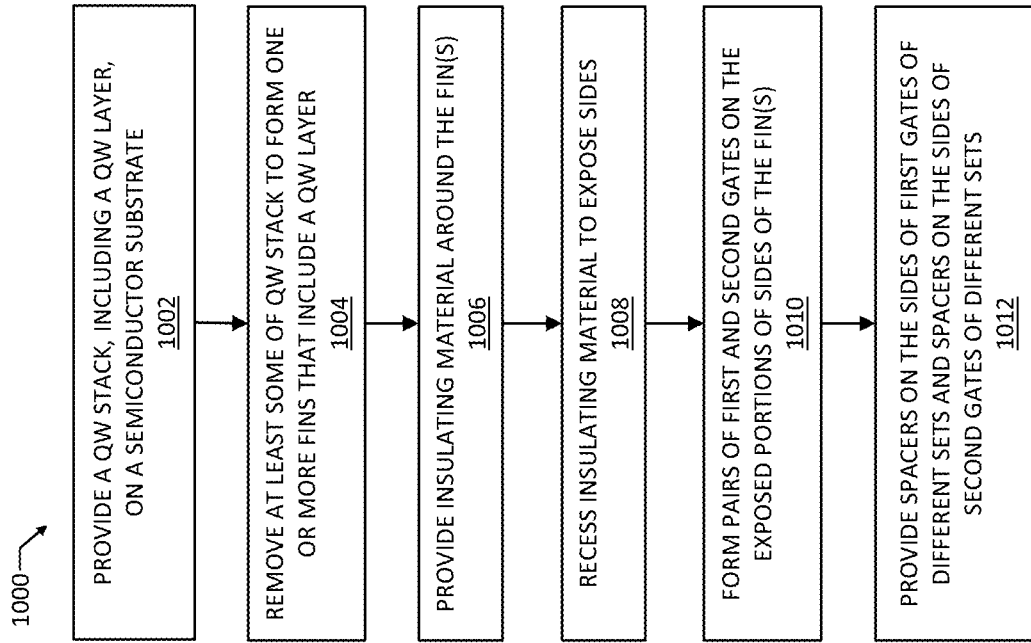 1000
PROVIDE A QW STACK, INCLUDING A QW LAYER,
ON A SEMICONDUCTOR SUBSTRATE
1002
REMOVE AT LEAST SOME OF QW STACK TO FORM ONE
OR MORE FINS THAT INCLUDE A QW LAYER
1004
PROVIDE INSULATING MATERIAL AROUND THE FIN(S)
1006
RECESS INSULATING MATERIAL TO EXPOSE SIDES
1008
FORM PAIRS OF FIRST AND SECOND GATES ON THE
EXPOSED PORTIONS OF SIDES OF THE FIN(S)
1010
PROVIDE SPACERS ON THE SIDES OF FIRST GATES OF
DIFFERENT SETS AND SPACERS ON THE SIDES OF
SECOND GATES OF DIFFERENT SETS
1012